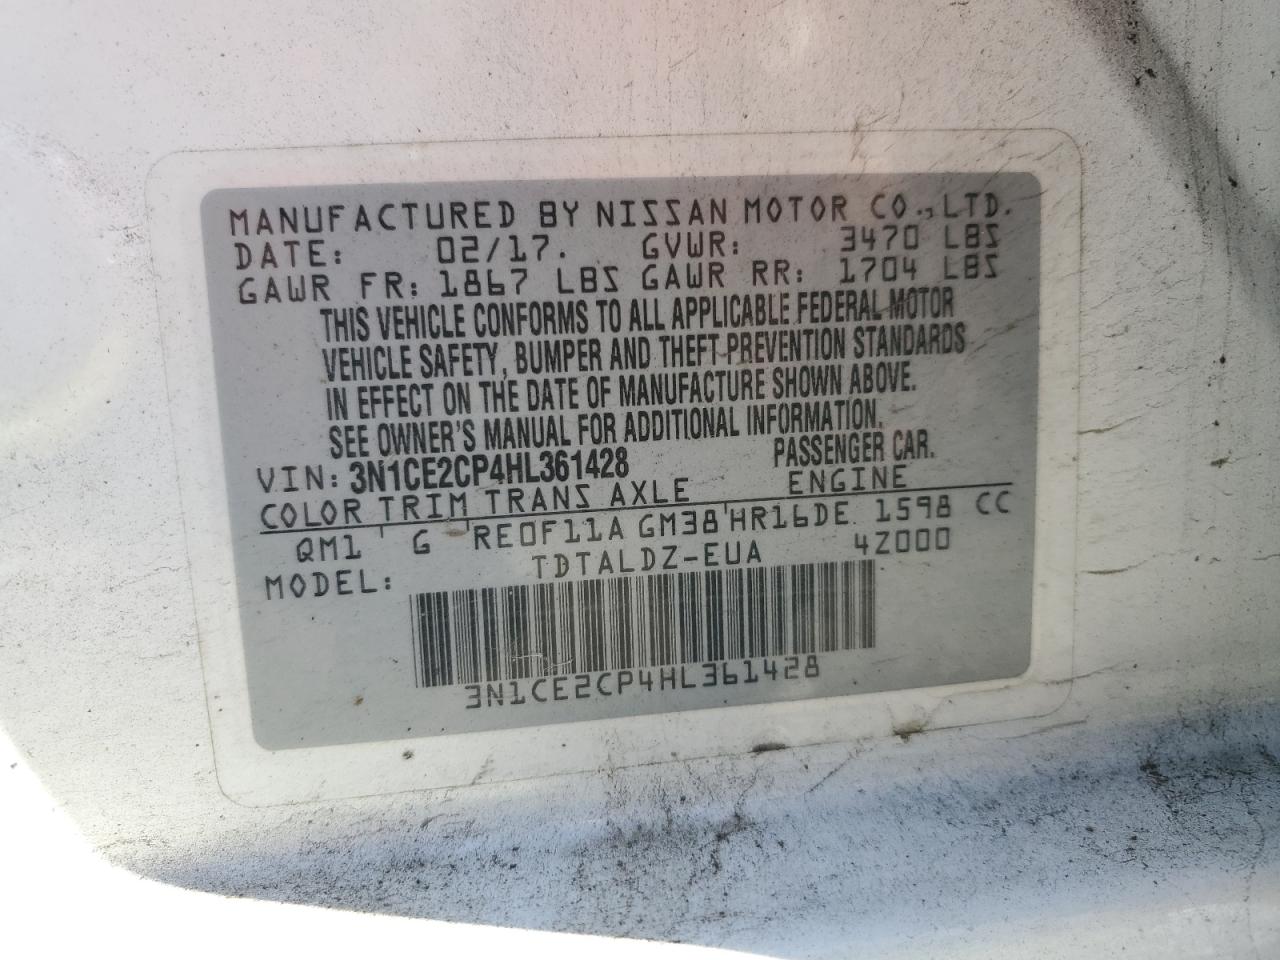 MANUFACTURED BY NISSAN MOTOR CO., LTD.
DATE: 02/17. GVWR: 3470 LBS
GAWR FR: 1867 LBS GAWR RR: 1704 LBS
THIS VEHICLE CONFORMS TO ALL APPLICABLE FEDERAL MOTOR
VEHICLE SAFETY, BUMPER AND THEFT PREVENTION STANDARDS
IN EFFECT ON THE DATE OF MANUFACTURE SHOWN ABOVE.
SEE OWNER'S MANUAL FOR ADDITIONAL INFORMATION.
VIN: 3N1CE2CP4HL361428 PASSENGER CAR.
COLOR TRIM TRANS AXLE ENGINE
QM1 G RE0F11A GM38 HR16DE 1598 CC
MODEL: TDTALDZ-EUA 4Z000
3N1CE2CP4HL361428